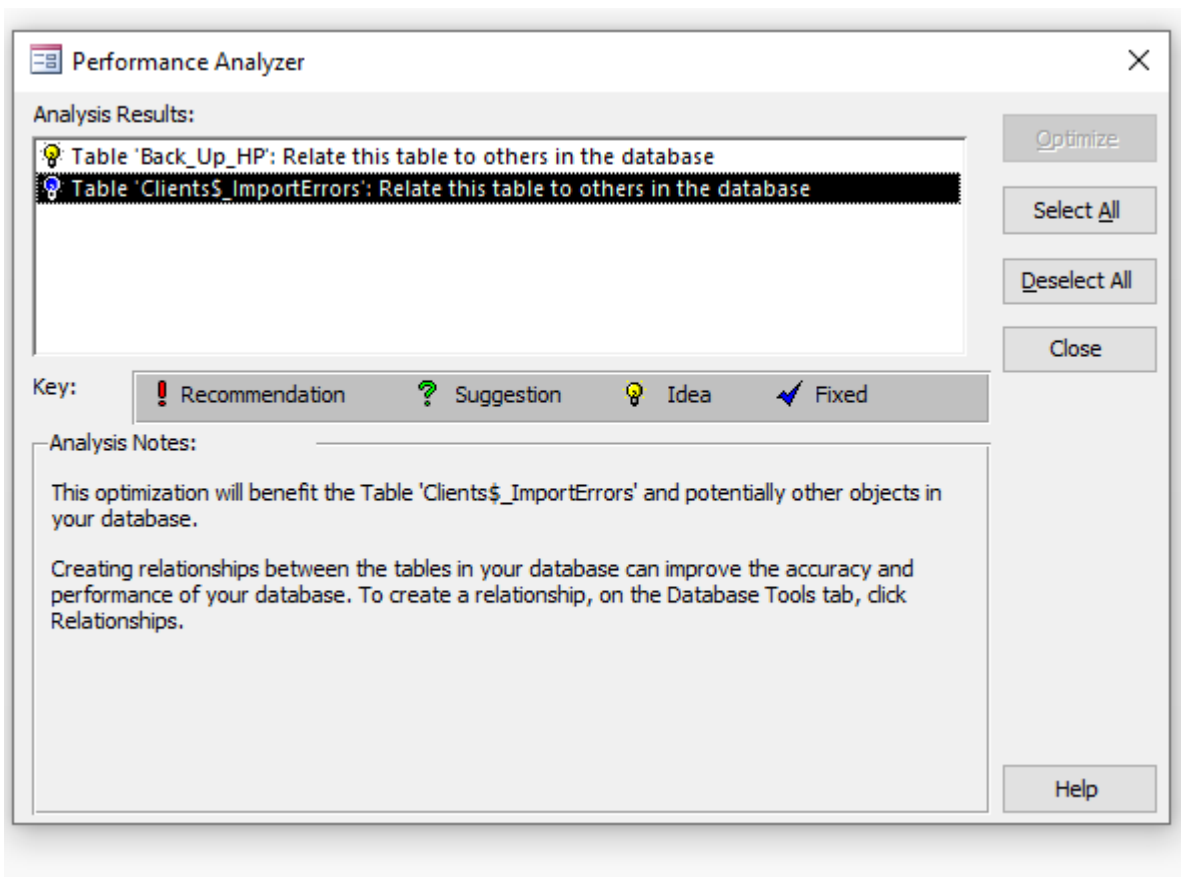 Performance Analyzer
Analysis Results:
Optimize
Table 'Back_Up_HP': Relate this table to others in the database
Table 'Clients$_ImportErrors': Relate this table to others in the database
Select All
Deselect All
Close
Key:
Recommendation
Suggestion
Idea
Fixed
Analysis Notes:
This optimization will benefit the Table 'Clients$_ImportErrors' and potentially other objects in
your database.
Creating relationships between the tables in your database can improve the accuracy and
performance of your database. To create a relationship, on the Database Tools tab, click
Relationships.
Help